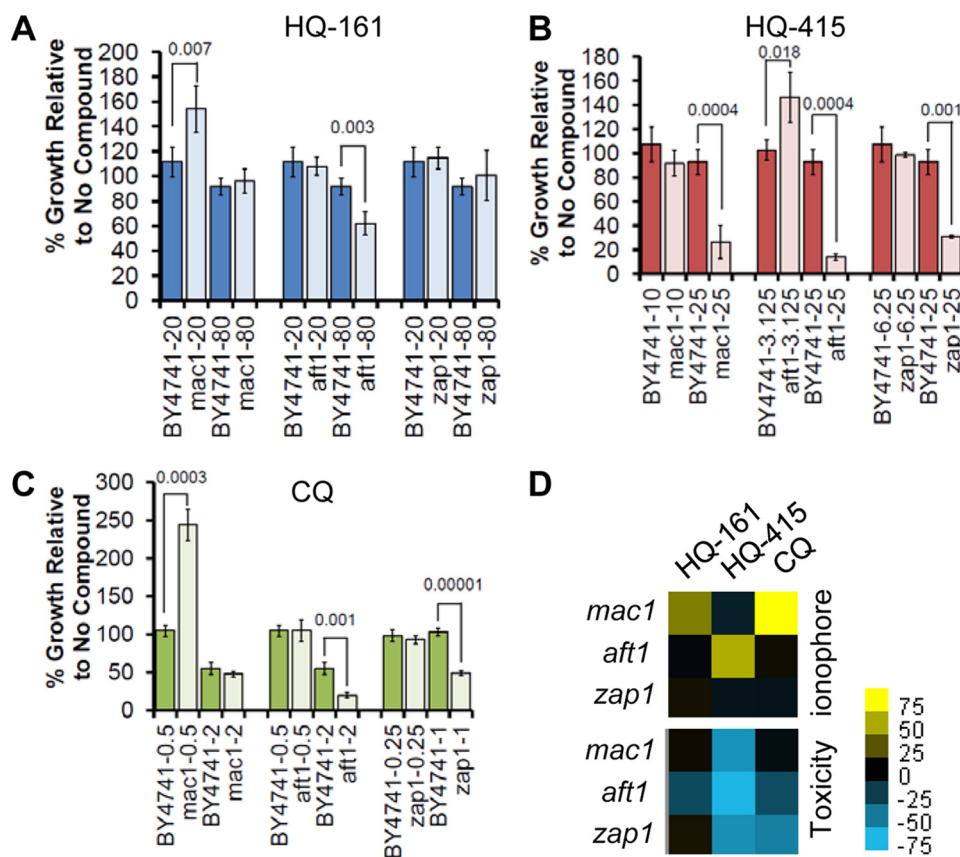 A
HQ-161
% Growth Relative
to No Compound
200
180
160
140
120
100
80
60
40
20
0
0.007
0.003
BY4741-20
mac1-20
BY4741-80
mac1-80
BY4741-20
aft1-20
BY4741-80
aft1-80
BY4741-20
zap1-20
BY4741-80
zap1-80
B
HQ-415
% Growth Relative
to No Compound
180
160
140
120
100
80
60
40
20
0
0.0004
0.018
0.0004
0.001
BY4741-10
mac1-10
BY4741-25
mac1-25
BY4741-3.125
aft1-3.125
BY4741-25
aft1-25
BY4741-6.25
zap1-6.25
BY4741-25
zap1-25
C
CQ
% Growth Relative
to No Compound
300
250
200
150
100
50
0
0.0003
0.001
0.00001
BY4741-0.5
mac1-0.5
BY4741-2
mac1-2
BY4741-0.5
aft1-0.5
BY4741-2
aft1-2
BY4741-0.25
zap1-0.25
BY4741-1
zap1-1
D
HQ-161
HQ-415
CQ
mac1
aft1
zap1
ionophore
mac1
aft1
zap1
Toxicity
75
50
25
0
-25
-50
-75